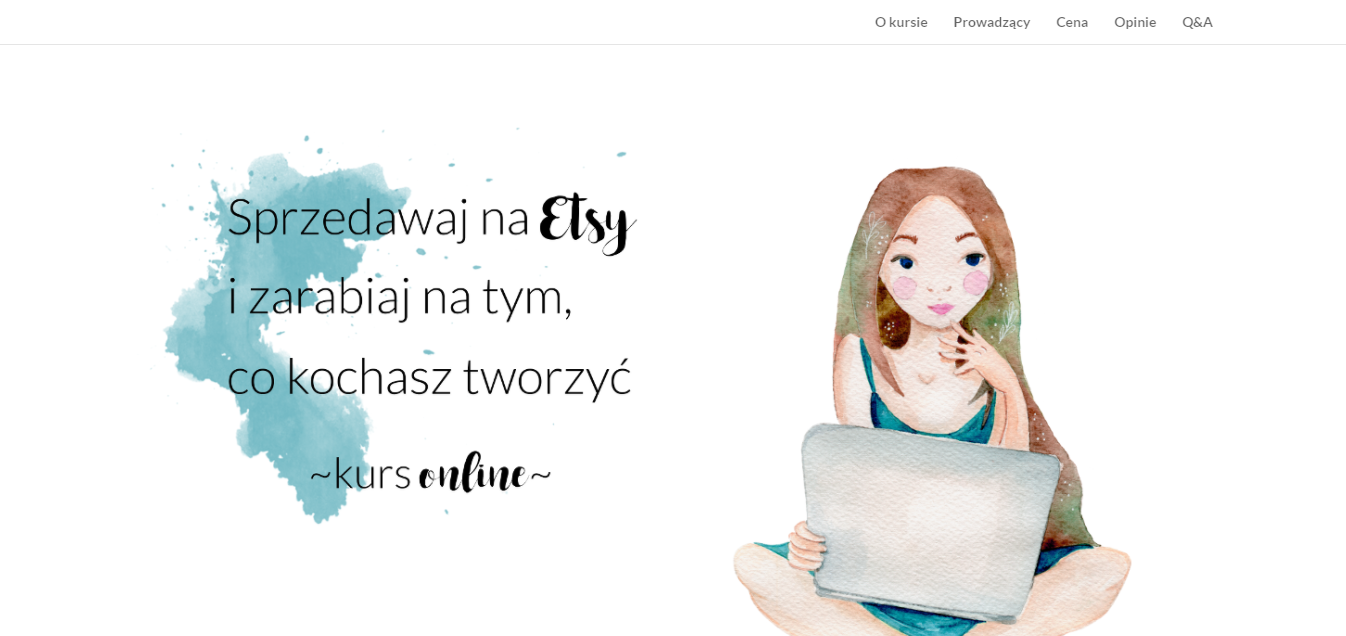 O kursie Prowadzący Cena Opinie Q&A
Sprzedawaj na Etsy
i zarabiaj na tym,
co kochasz tworzyć
~kurs online~